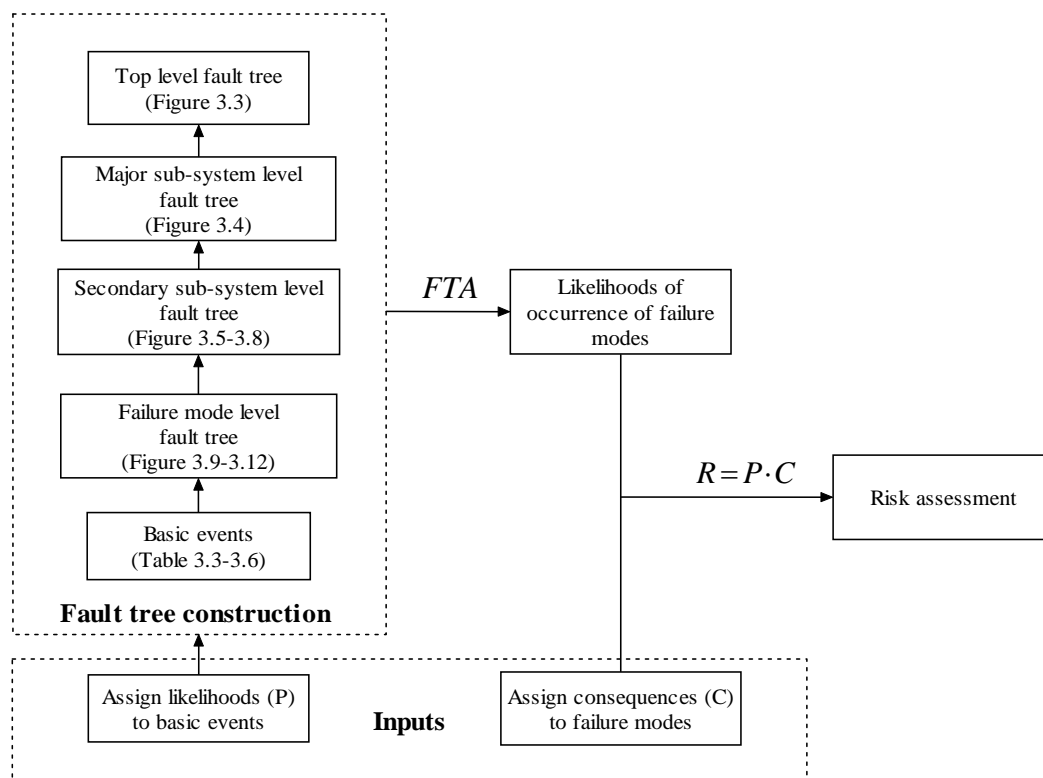 Top level fault tree
(Figure 3.3)
Major sub-system level
fault tree
(Figure 3.4)
Secondary sub-system level
fault tree
(Figure 3.5-3.8)
Failure mode level
fault tree
(Figure 3.9-3.12)
Basic events
(Table 3.3-3.6)
Fault tree construction
FTA
Likelihoods of
occurrence of failure
modes
R = P · C
Risk assessment
Assign likelihoods (P)
to basic events
Inputs
Assign consequences (C)
to failure modes